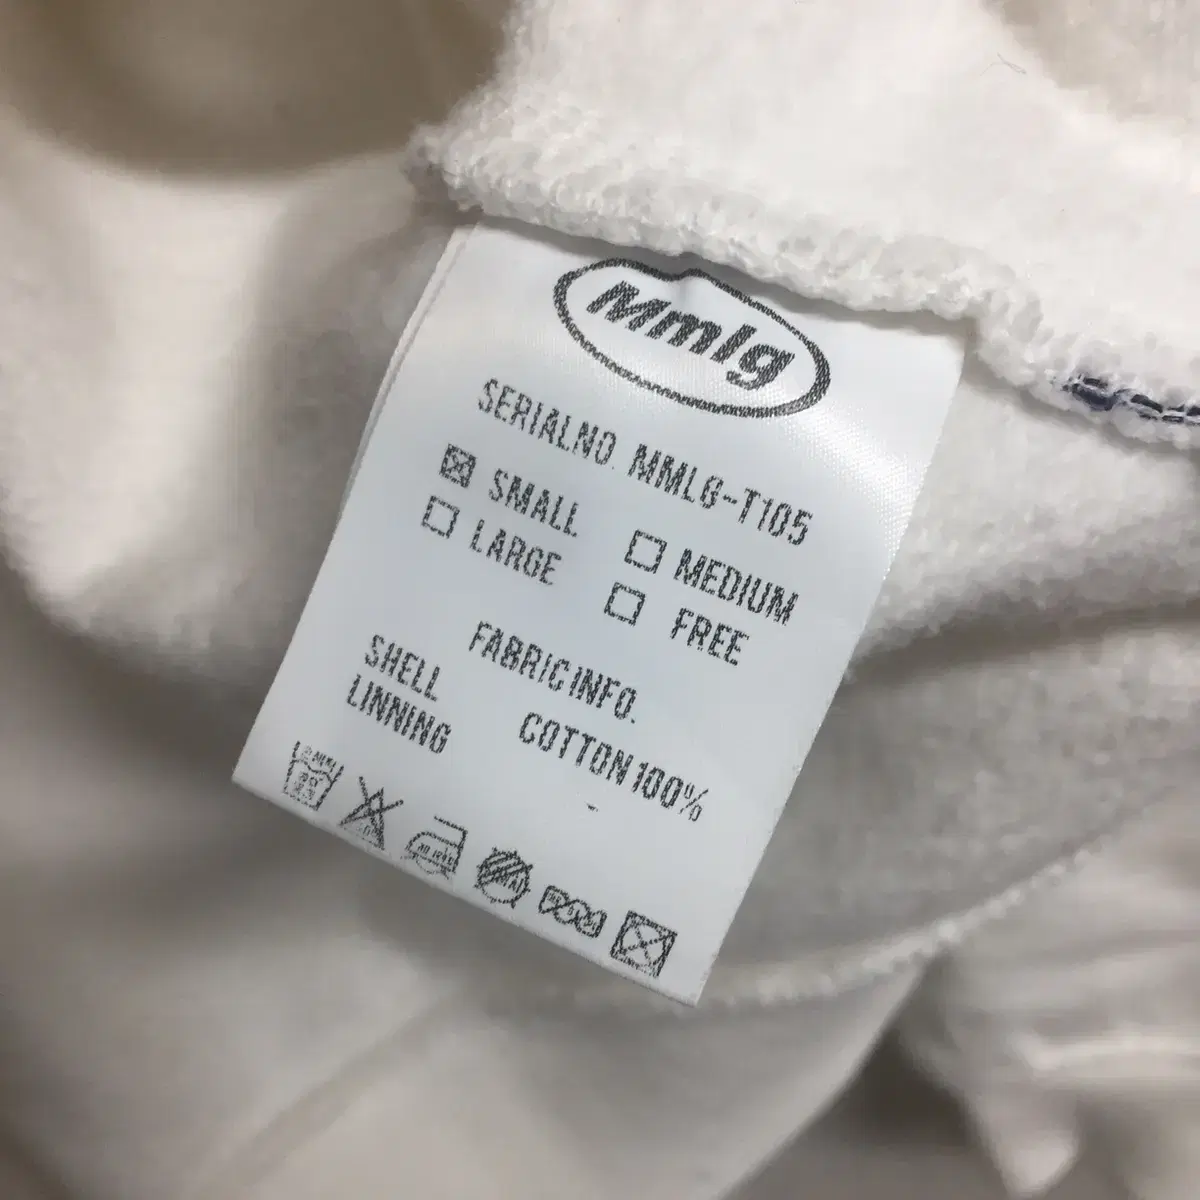 Mmlg
SERIALNO. MMLG-T105
SMALL
MEDIUM
LARGE
FREE
FABRICINFO.
SHELL COTTON100%
LINNING -